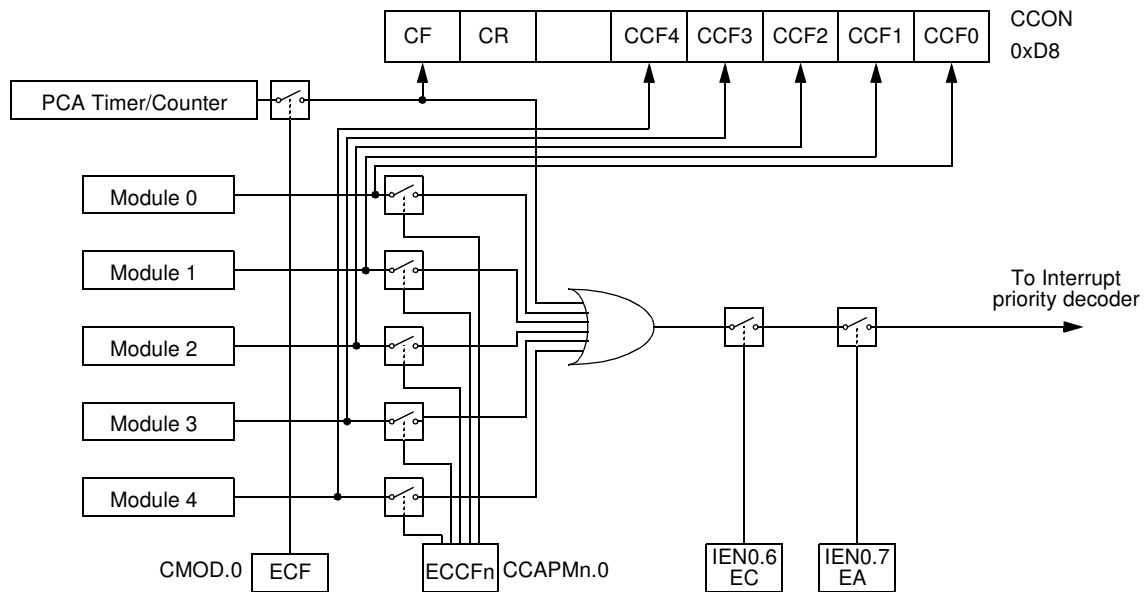 CF CR CCF4 CCF3 CCF2 CCF1 CCF0
CCON
0xD8
PCA Timer/Counter
Module 0
Module 1
Module 2
Module 3
Module 4
To Interrupt
priority decoder
CMOD.0 ECF
ECCFn CCAPMn.0
IEN0.6
EC
IEN0.7
EA